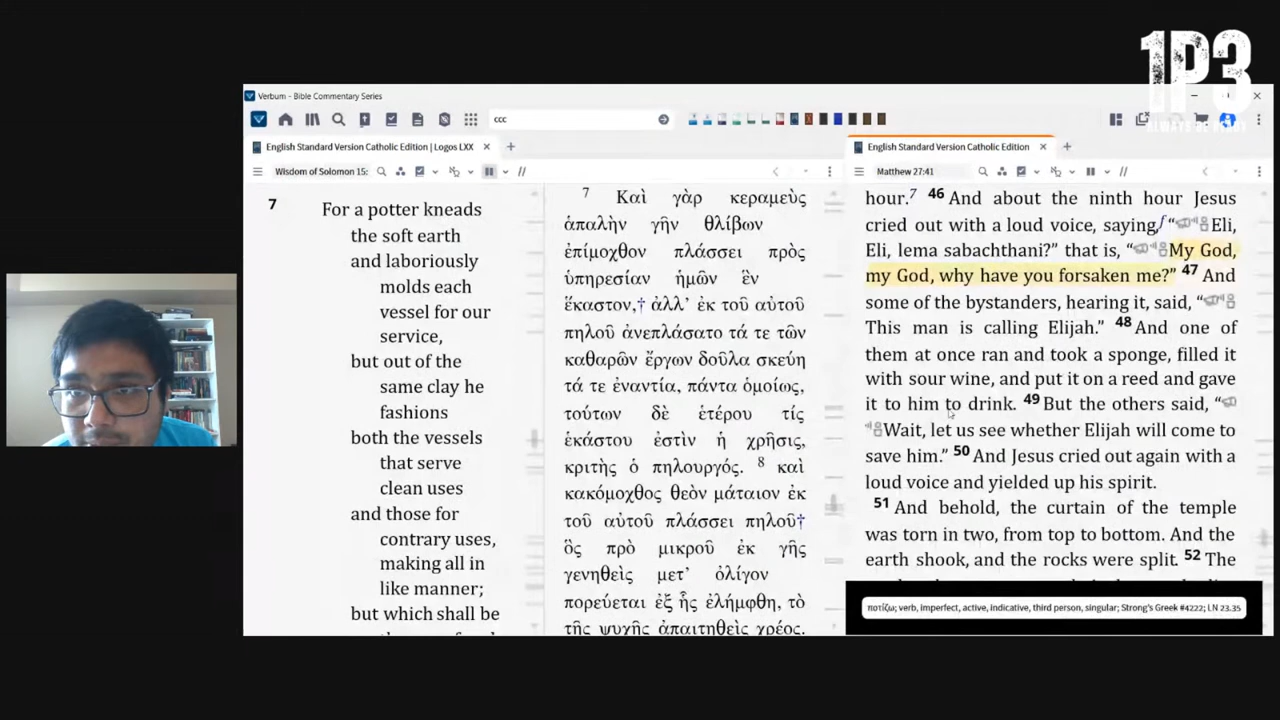 1P3
ALWAYS BE READY
Verbum - Bible Commentary Series
ccc
English Standard Version Catholic Edition | Logos LXX
English Standard Version Catholic Edition
Wisdom of Solomon 15:
Matthew 27:41
7 For a potter kneads
the soft earth
and laboriously
molds each
vessel for our
service,
but out of the
same clay he
fashions
both the vessels
that serve
clean uses
and those for
contrary uses,
making all in
like manner;
but which shall be
7 Καὶ γὰρ κεραμεὺς
ἁπαλὴν γῆν θλίβων
ἐπίμοχθον πλάσσει πρὸς
ὑπηρεσίαν ἡμῶν ἓν
ἕκαστον,† ἀλλʼ ἐκ τοῦ αὐτοῦ
πηλοῦ ἀνεπλάσατο τά τε τῶν
καθαρῶν ἔργων δοῦλα σκεύη
τά τε ἐναντία, πάντα ὁμοίως,
τούτων δὲ ἑτέρου τίς
ἑκάστου ἐστὶν ἡ χρῆσις,
κριτὴς ὁ πηλουργός. 8 καὶ
κακόμοχθος θεὸν μάταιον ἐκ
τοῦ αὐτοῦ πλάσσει πηλοῦ†
ὃς πρὸ μικροῦ ἐκ γῆς
γενηθεὶς μετʼ ὀλίγον
πορεύεται ἐξ ἧς ἐλήμφθη, τὸ
τῆς ψυχῆς ἀπαιτηθεὶς χρέος.
hour.7 46 And about the ninth hour Jesus
cried out with a loud voice, saying,f “Eli,
Eli, lema sabachthani?” that is, “My God,
my God, why have you forsaken me?” 47 And
some of the bystanders, hearing it, said, “
This man is calling Elijah.” 48 And one of
them at once ran and took a sponge, filled it
with sour wine, and put it on a reed and gave
it to him to drink. 49 But the others said, “
Wait, let us see whether Elijah will come to
save him.” 50 And Jesus cried out again with a
loud voice and yielded up his spirit.
51 And behold, the curtain of the temple
was torn in two, from top to bottom. And the
earth shook, and the rocks were split. 52 The
ποτίζω; verb, imperfect, active, indicative, third person, singular; Strong's Greek #4222; LN 23.35